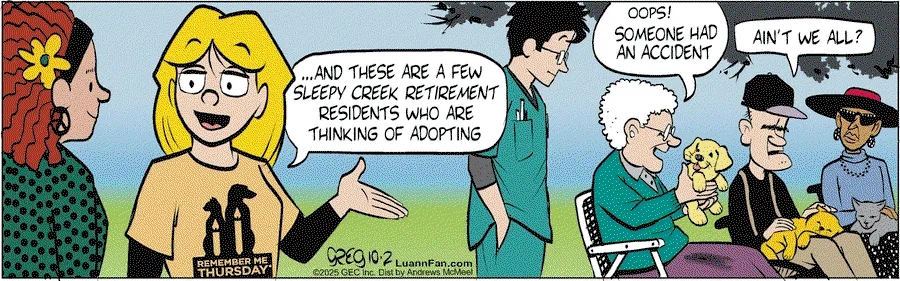 ...AND THESE ARE A FEW
SLEEPY CREEK RETIREMENT
RESIDENTS WHO ARE
THINKING OF ADOPTING
OOPS!
SOMEONE HAD
AN ACCIDENT
AIN'T WE ALL?
REMEMBER ME
THURSDAY
GREG 10-2 LuannFan.com
©2025 GEC Inc. Dist by Andrews McMeel